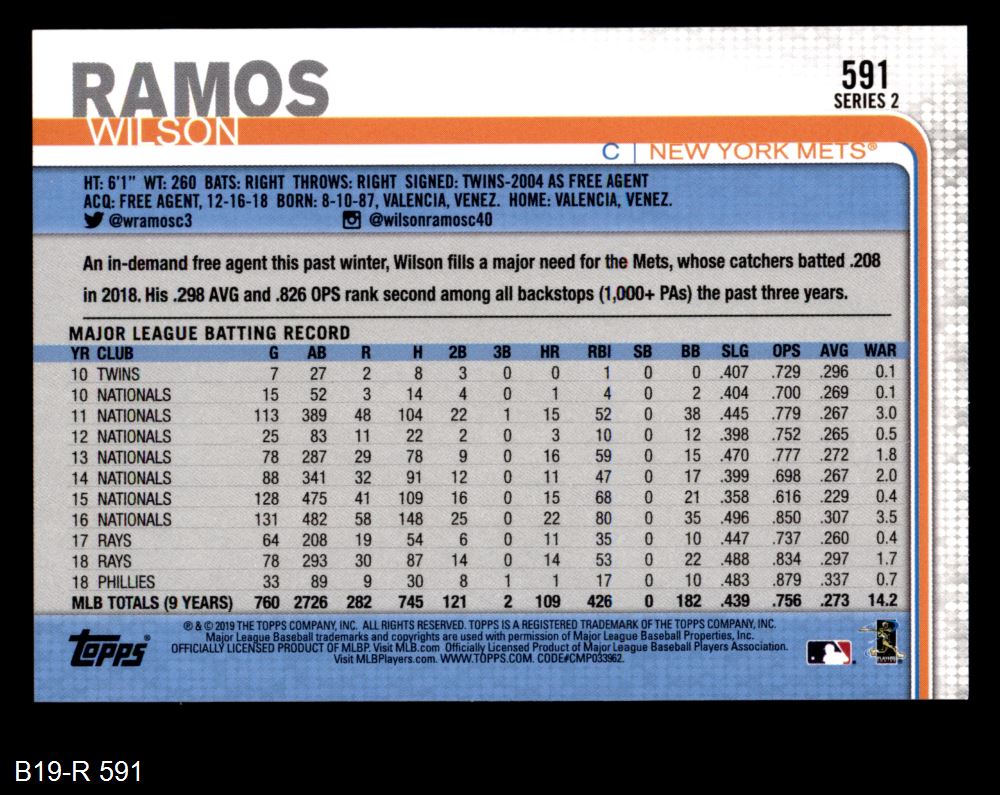 RAMOS
WILSON
591
SERIES 2
C | NEW YORK METS®
HT: 6'1" WT: 260 BATS: RIGHT THROWS: RIGHT SIGNED: TWINS-2004 AS FREE AGENT
ACQ: FREE AGENT, 12-16-18 BORN: 8-10-87, VALENCIA, VENEZ. HOME: VALENCIA, VENEZ.
@wramosc3 @wilsonramosc40
An in-demand free agent this past winter, Wilson fills a major need for the Mets, whose catchers batted .208
in 2018. His .298 AVG and .826 OPS rank second among all backstops (1,000+ PAs) the past three years.
MAJOR LEAGUE BATTING RECORD
YR CLUB G AB R H 2B 3B HR RBI SB BB SLG OPS AVG WAR
10 TWINS 7 27 2 8 3 0 0 1 0 0 .407 .729 .296 0.1
10 NATIONALS 15 52 3 14 4 0 1 4 0 2 .404 .700 .269 0.1
11 NATIONALS 113 389 48 104 22 1 15 52 0 38 .445 .779 .267 3.0
12 NATIONALS 25 83 11 22 2 0 3 10 0 12 .398 .752 .265 0.5
13 NATIONALS 78 287 29 78 9 0 16 59 0 15 .470 .777 .272 1.8
14 NATIONALS 88 341 32 91 12 0 11 47 0 17 .399 .698 .267 2.0
15 NATIONALS 128 475 41 109 16 0 15 68 0 21 .358 .616 .229 0.4
16 NATIONALS 131 482 58 148 25 0 22 80 0 35 .496 .850 .307 3.5
17 RAYS 64 208 19 54 6 0 11 35 0 10 .447 .737 .260 0.4
18 RAYS 78 293 30 87 14 0 14 53 0 22 .488 .834 .297 1.7
18 PHILLIES 33 89 9 30 8 1 1 17 0 10 .483 .879 .337 0.7
MLB TOTALS (9 YEARS) 760 2726 282 745 121 2 109 426 0 182 .439 .756 .273 14.2
® & © 2019 THE TOPPS COMPANY, INC. ALL RIGHTS RESERVED. TOPPS IS A REGISTERED TRADEMARK OF THE TOPPS COMPANY, INC.
Major League Baseball trademarks and copyrights are used with permission of Major League Baseball Properties, Inc.
OFFICIALLY LICENSED PRODUCT OF MLBP. Visit MLB.com Officially Licensed Product of Major League Baseball Players Association.
Visit MLBPlayers.com. WWW.TOPPS.COM. CODE#CMP033962.
Topps®
PLAYERS
B19-R 591